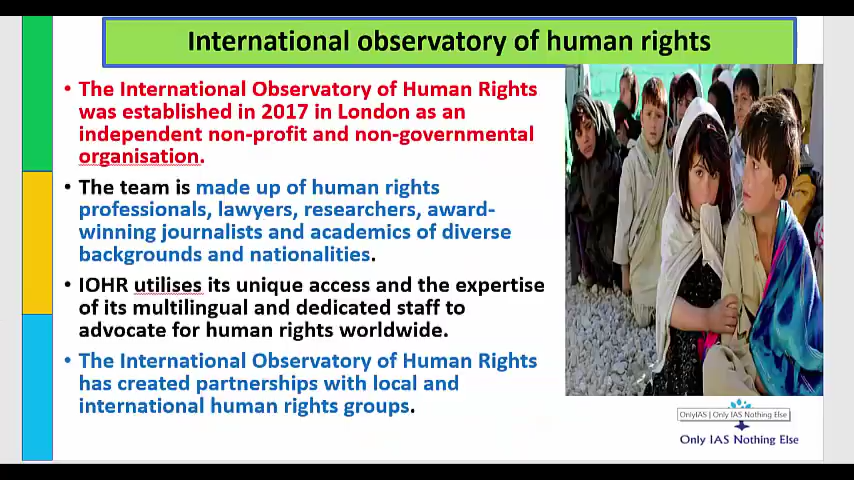 International observatory of human rights
• The International Observatory of Human Rights
was established in 2017 in London as an
independent non-profit and non-governmental
organisation.
• The team is made up of human rights
professionals, lawyers, researchers, award-
winning journalists and academics of diverse
backgrounds and nationalities.
• IOHR utilises its unique access and the expertise
of its multilingual and dedicated staff to
advocate for human rights worldwide.
• The International Observatory of Human Rights
has created partnerships with local and
international human rights groups.
OnlyIAS | Only IAS Nothing Else
Only IAS Nothing Else